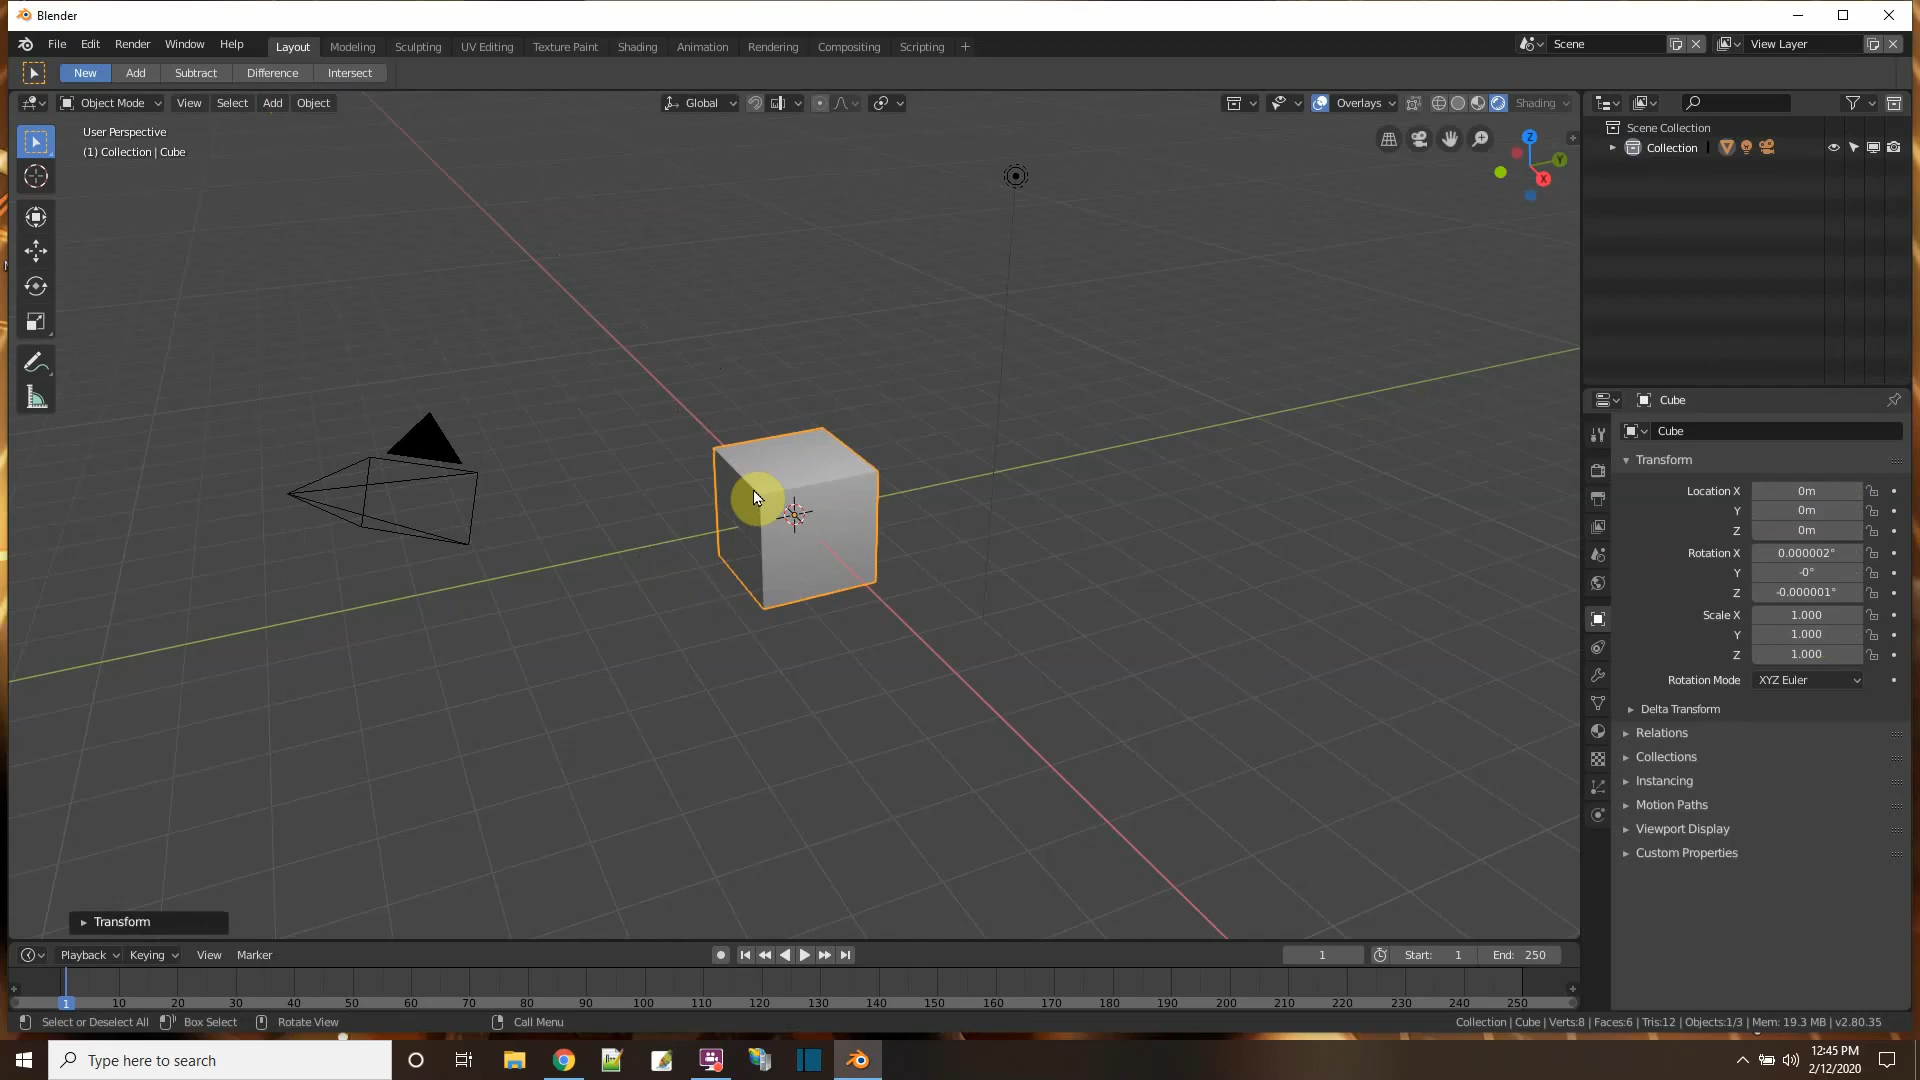 Blender
File Edit Render Window Help Layout Modeling Sculpting UV Editing Texture Paint Shading Animation Rendering Compositing Scripting + Scene View Layer
New Add Subtract Difference Intersect
Object Mode View Select Add Object Global Overlays Shading
User Perspective
(1) Collection | Cube
Z
Y
X
Scene Collection
Collection
Cube
Cube
Transform
Location X 0m
Y 0m
Z 0m
Rotation X 0.000002°
Y -0°
Z -0.000001°
Scale X 1.000
Y 1.000
Z 1.000
Rotation Mode XYZ Euler
Delta Transform
Relations
Collections
Instancing
Motion Paths
Viewport Display
Custom Properties
Transform
Playback Keying View Marker 1 Start: 1 End: 250
1 10 20 30 40 50 60 70 80 90 100 110 120 130 140 150 160 170 180 190 200 210 220 230 240 250
Select or Deselect All Box Select Rotate View Call Menu Collection | Cube | Verts:8 | Faces:6 | Tris:12 | Objects:1/3 | Mem: 19.3 MB | v2.80.35
Type here to search
12:45 PM
2/12/2020